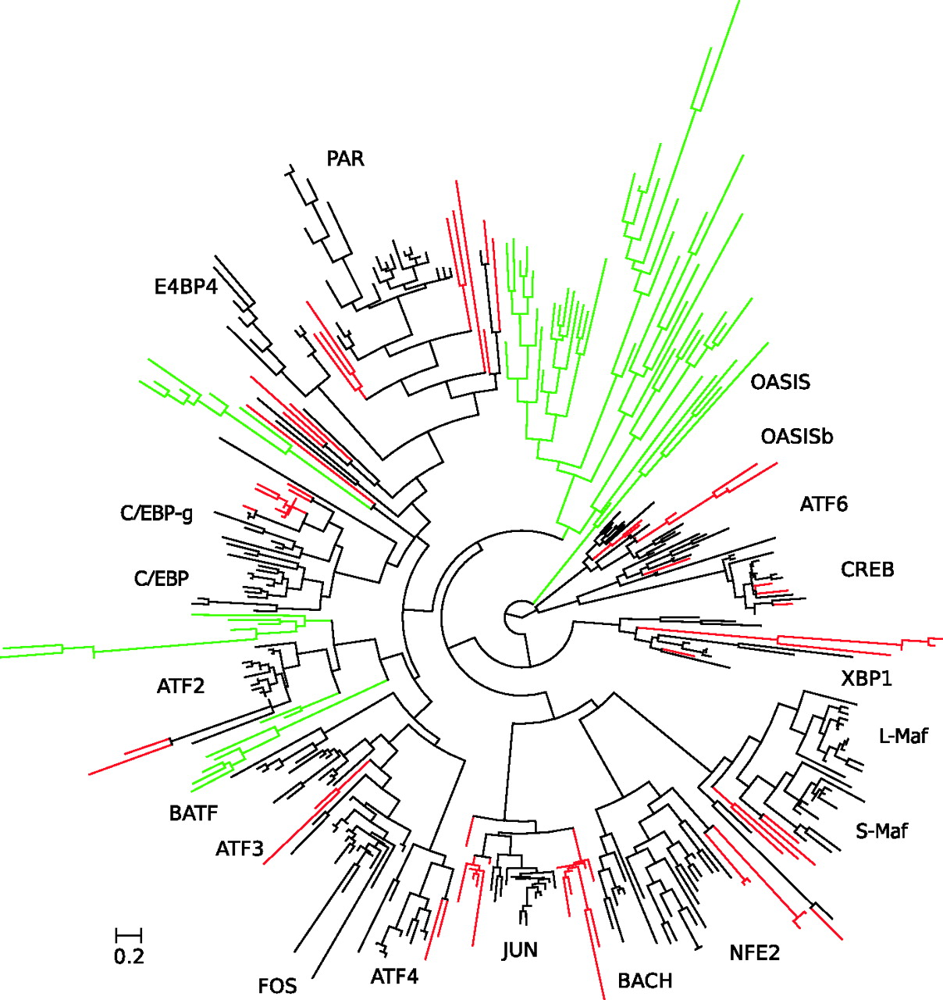 PAR
E4BP4
OASIS
OASISb
ATF6
C/EBP-g
C/EBP
CREB
ATF2
XBP1
L-Maf
BATF
S-Maf
ATF3
0.2
JUN
NFE2
ATF4
BACH
FOS